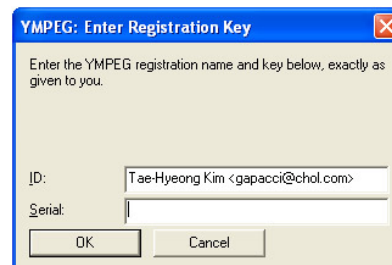 YMPEG: Enter Registration Key
Enter the YMPEG registration name and key below, exactly as
given to you.
ID:
Tae-Hyeong Kim <gapacci@chol.com>
Serial:
OK
Cancel